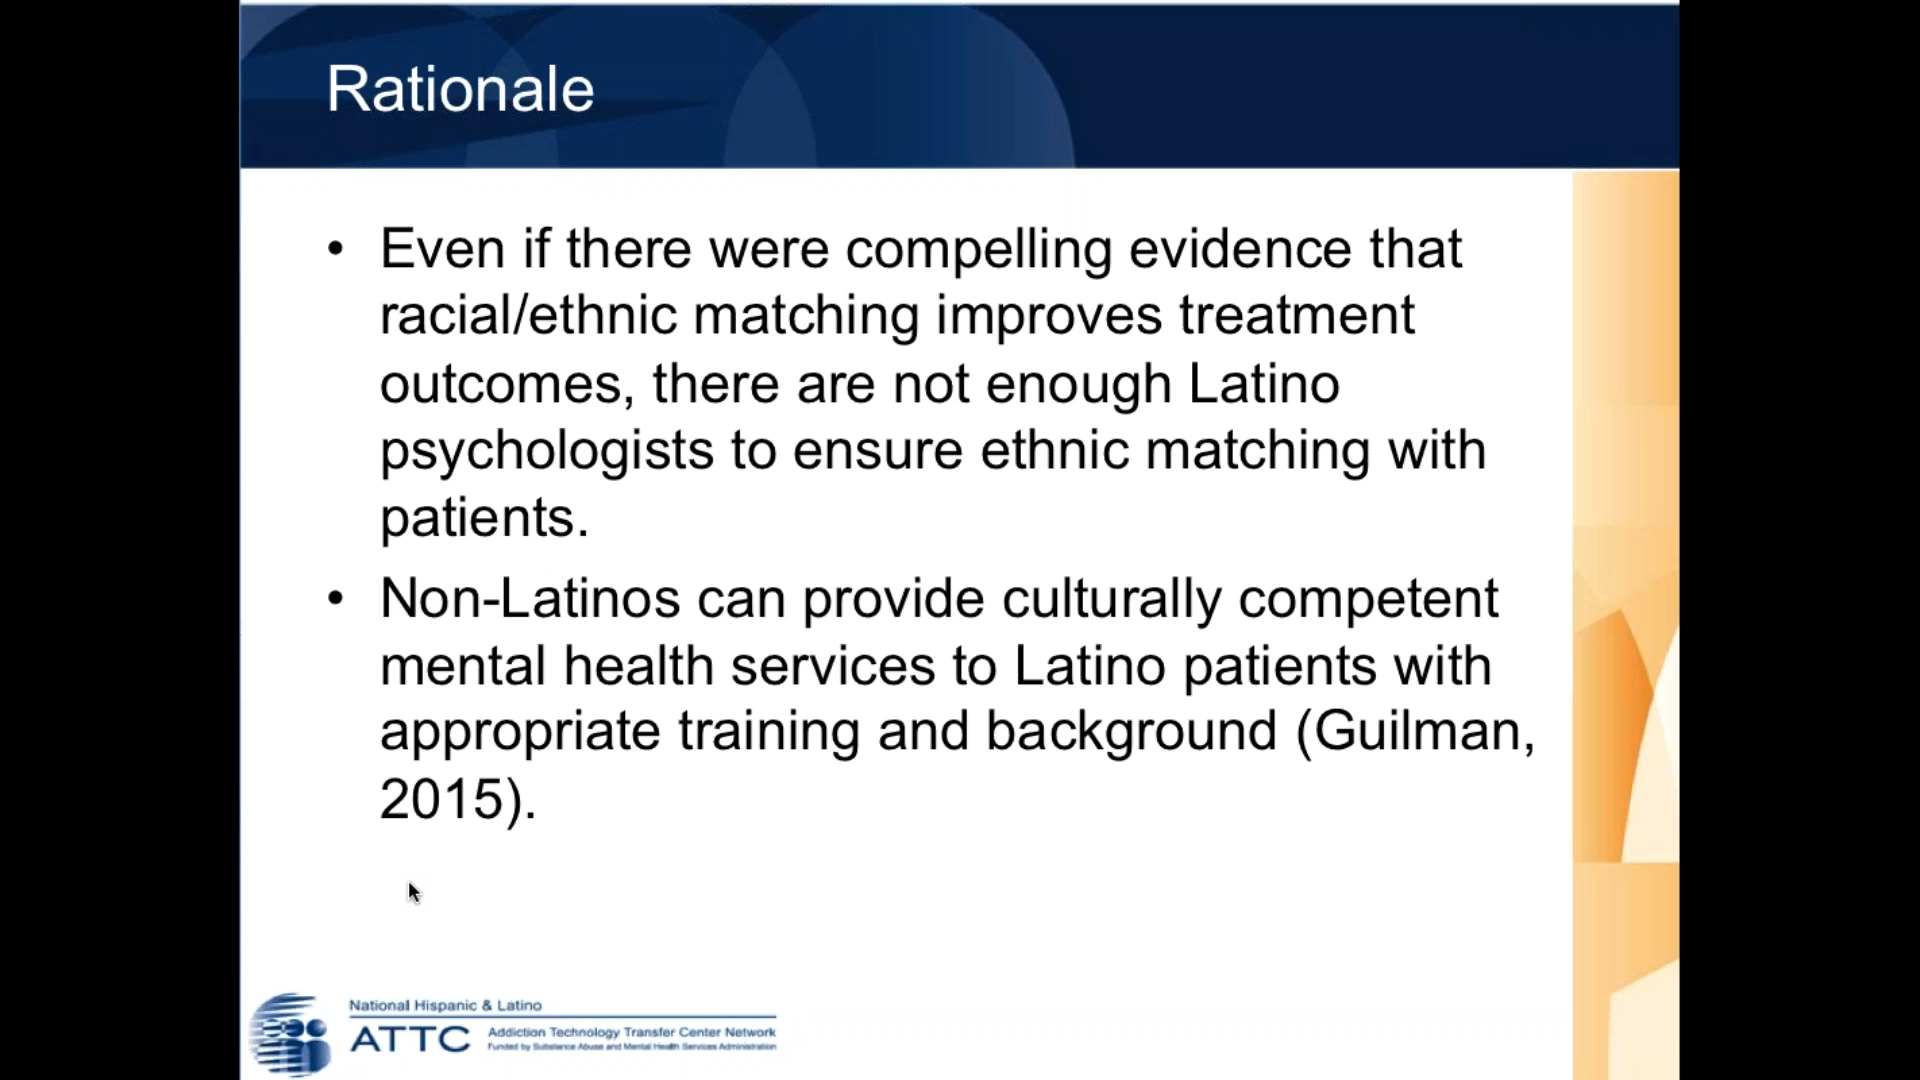 Rationale
• Even if there were compelling evidence that
racial/ethnic matching improves treatment
outcomes, there are not enough Latino
psychologists to ensure ethnic matching with
patients.
• Non-Latinos can provide culturally competent
mental health services to Latino patients with
appropriate training and background (Guilman,
2015).
National Hispanic & Latino
ATTC
Addiction Technology Transfer Center Network
Funded by Substance Abuse and Mental Health Services Administration